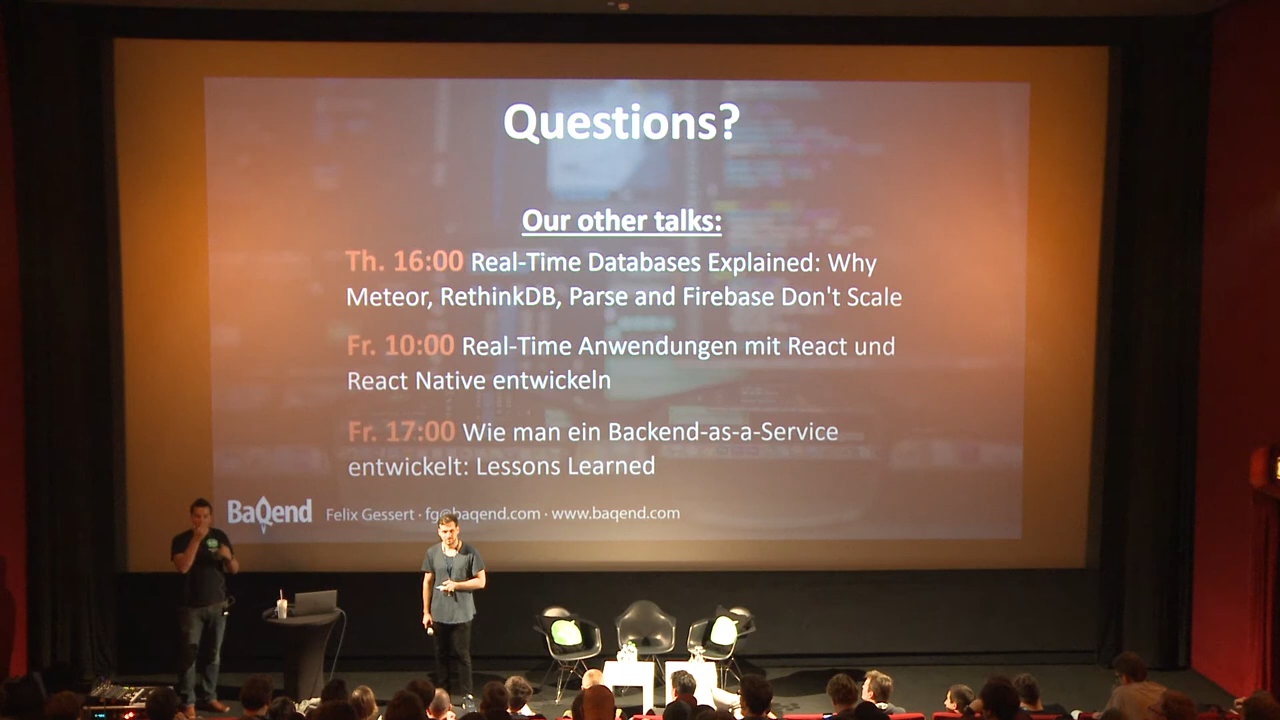 Questions?
Our other talks:
Th. 16:00 Real-Time Databases Explained: Why
Meteor, RethinkDB, Parse and Firebase Don't Scale
Fr. 10:00 Real-Time Anwendungen mit React und
React Native entwickeln
Fr. 17:00 Wie man ein Backend-as-a-Service
entwickelt: Lessons Learned
BaQend Felix Gessert · fg@baqend.com · www.baqend.com